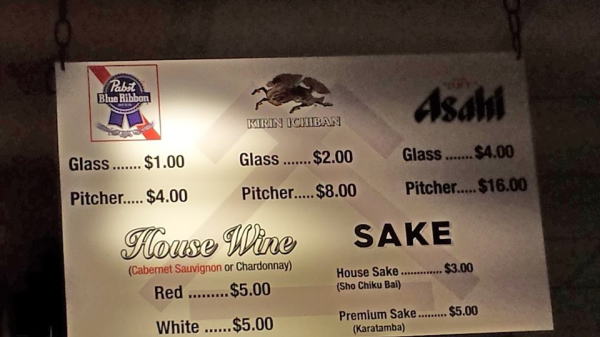 Pabst
Blue Ribbon
KIRIN ICHIBAN
Asahi
Glass ....... $1.00
Glass ....... $2.00
Glass ....... $4.00
Pitcher..... $4.00
Pitcher..... $8.00
Pitcher..... $16.00
House Wine
(Cabernet Sauvignon or Chardonnay)
Red ......... $5.00
White ...... $5.00
SAKE
House Sake ............. $3.00
(Sho Chiku Bai)
Premium Sake ......... $5.00
(Karatamba)